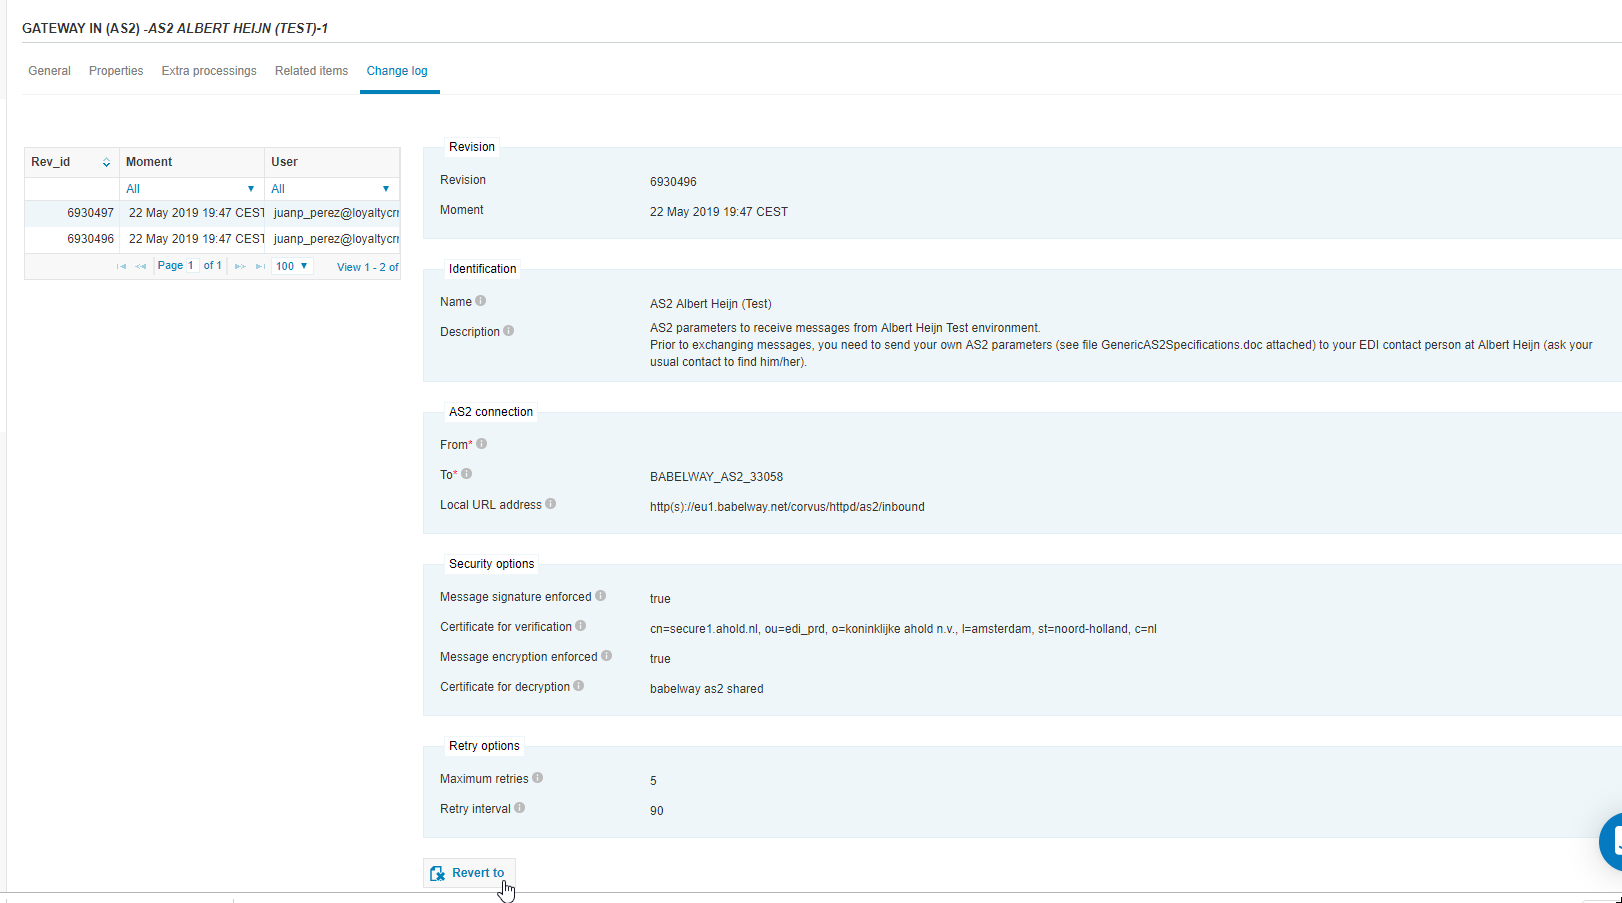 GATEWAY IN (AS2) -AS2 ALBERT HEIJN (TEST)-1
General Properties Extra processings Related items Change log
Rev_id Moment User
All All
6930497 22 May 2019 19:47 CEST juanp_perez@loyaltycr
6930496 22 May 2019 19:47 CEST juanp_perez@loyaltycr
Page 1 of 1 100 View 1 - 2 of
Revision
Revision 6930496
Moment 22 May 2019 19:47 CEST
Identification
Name AS2 Albert Heijn (Test)
Description AS2 parameters to receive messages from Albert Heijn Test environment.
Prior to exchanging messages, you need to send your own AS2 parameters (see file GenericAS2Specifications.doc attached) to your EDI contact person at Albert Heijn (ask your
usual contact to find him/her).
AS2 connection
From*
To* BABELWAY_AS2_33058
Local URL address http(s)://eu1.babelway.net/corvus/httpd/as2/inbound
Security options
Message signature enforced true
Certificate for verification cn=secure1.ahold.nl, ou=edi_prd, o=koninklijke ahold n.v., l=amsterdam, st=noord-holland, c=nl
Message encryption enforced true
Certificate for decryption babelway as2 shared
Retry options
Maximum retries 5
Retry interval 90
Revert to